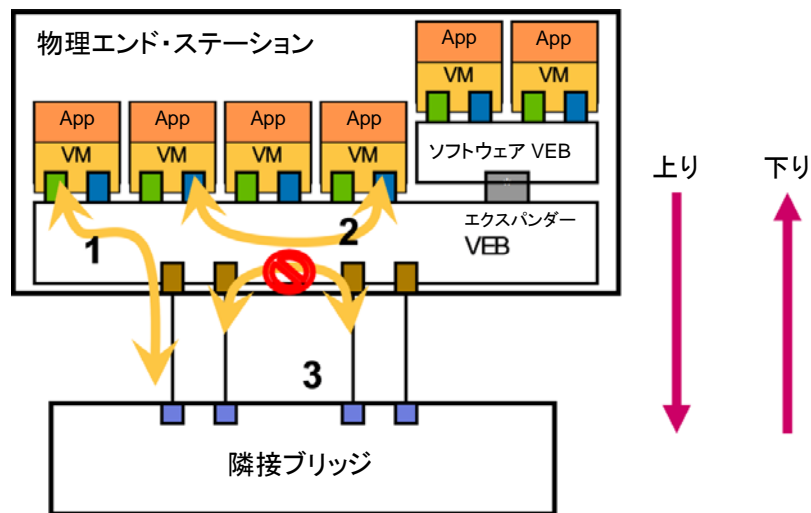 物理エンド・ステーション
App
App
VM
VM
App
App
App
App
VM
VM
VM
VM
ソフトウェア VEB
上り
下り
エクスパンダー
VEB
1
2
3
隣接ブリッジ